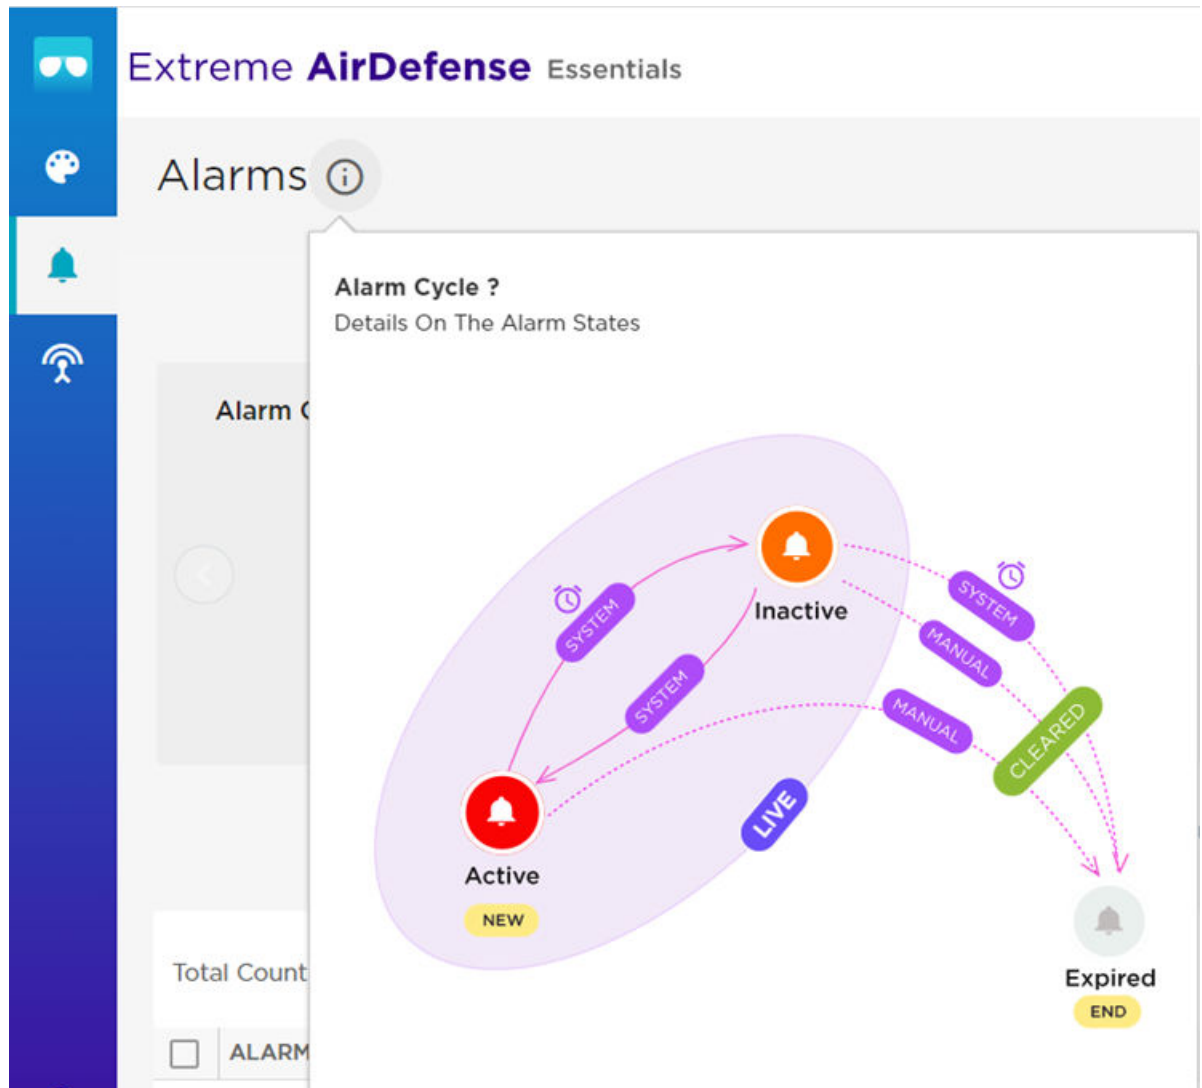 Extreme AirDefense Essentials
Alarms
Alarm Cycle ?
Details On The Alarm States
Alarm
Inactive
SYSTEM
SYSTEM
SYSTEM
MANUAL
MANUAL
CLEARED
LIVE
Active
NEW
Expired
END
Total Count
ALARM